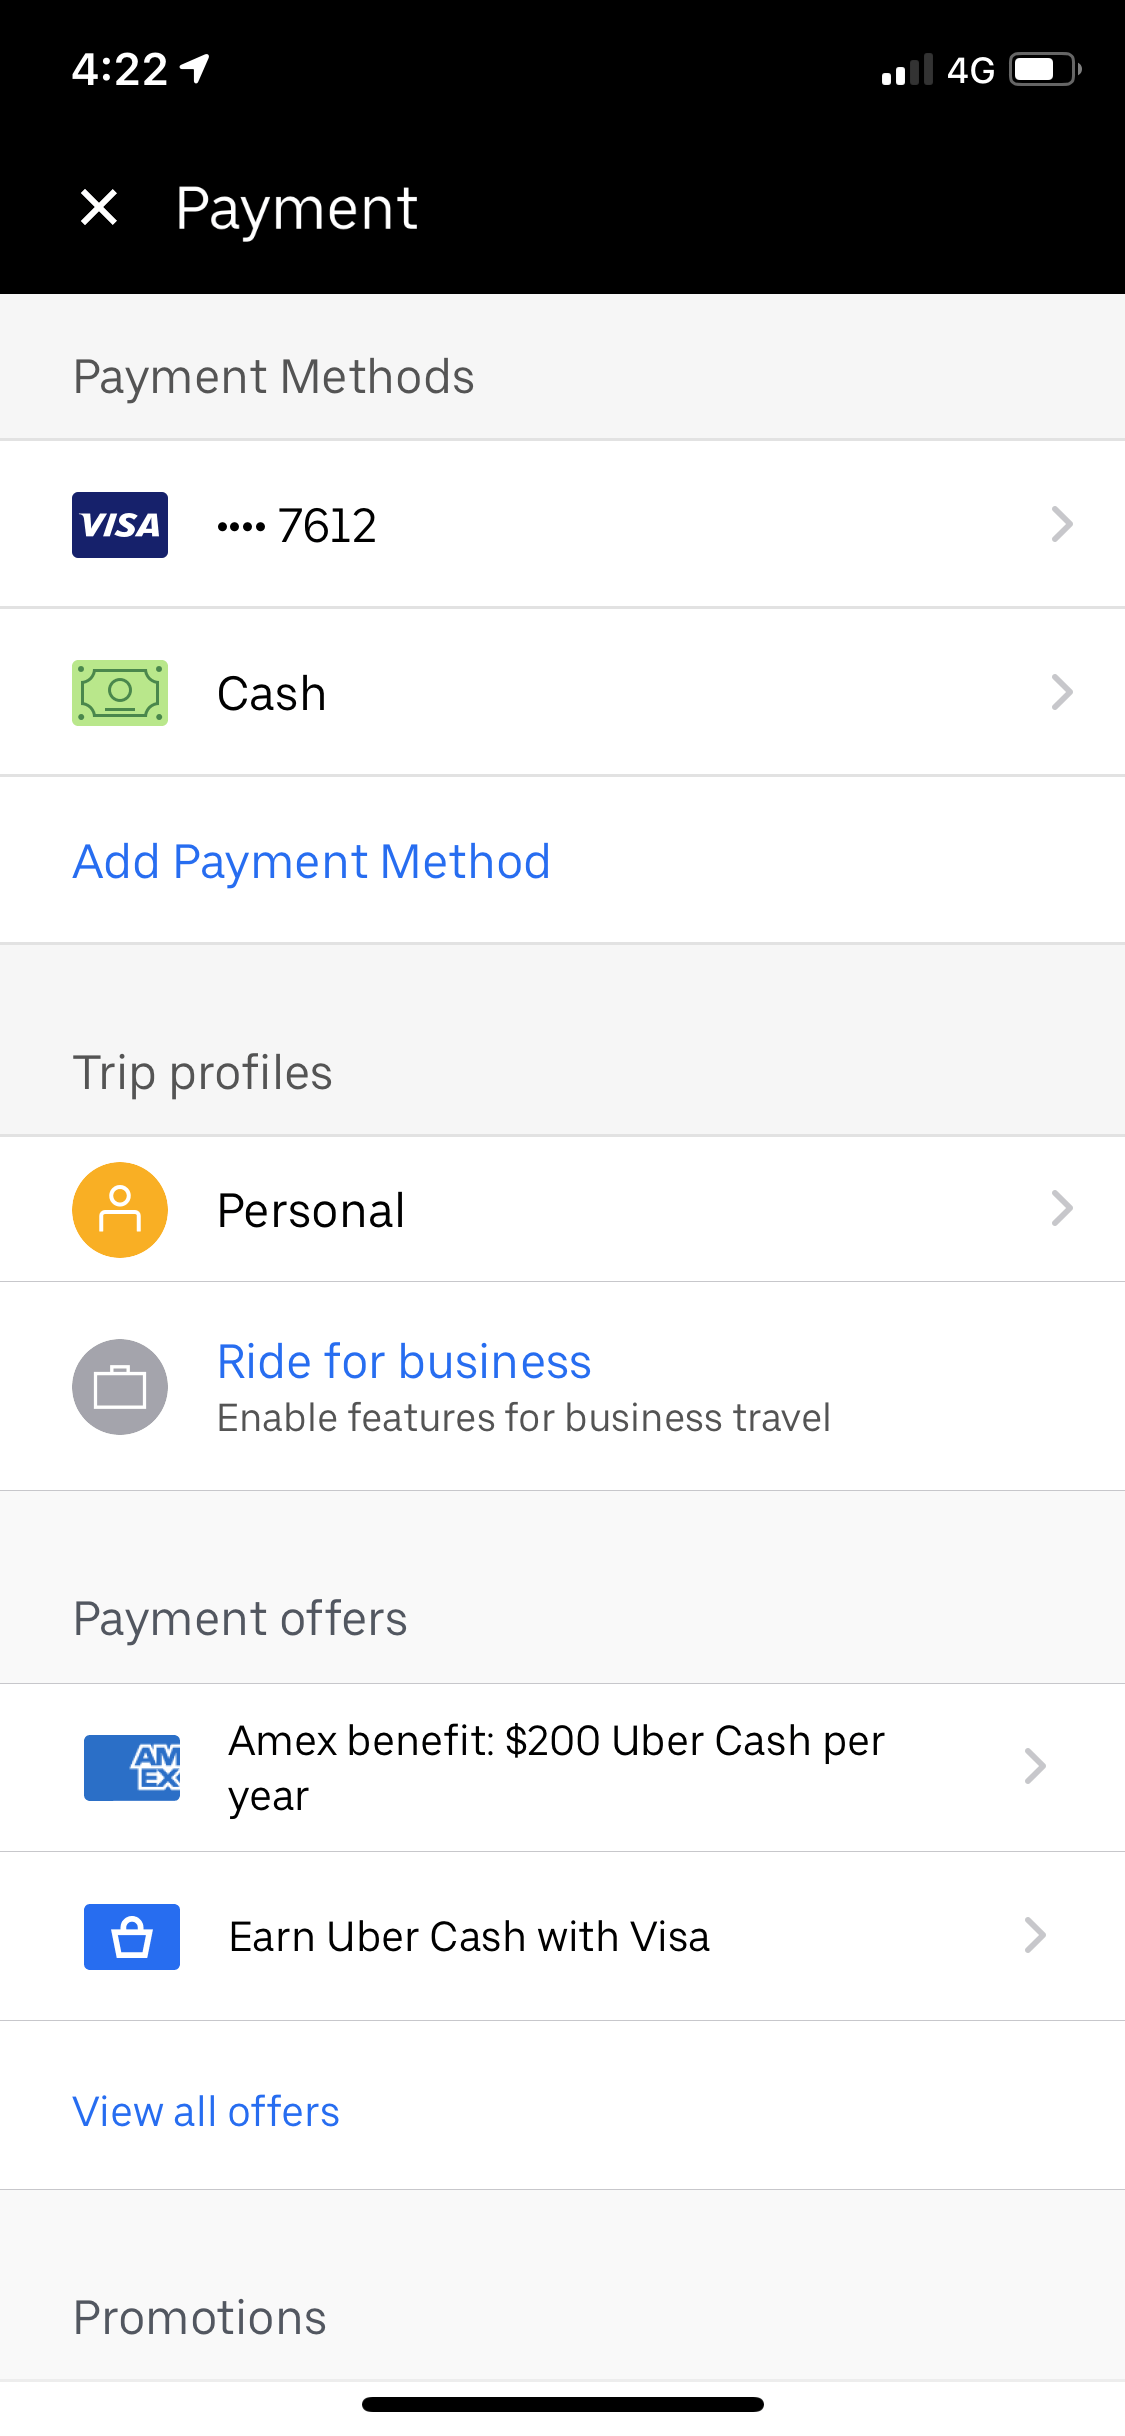 4:22
4G
Payment
Payment Methods
VISA
•••• 7612
Cash
Add Payment Method
Trip profiles
Personal
Ride for business
Enable features for business travel
Payment offers
AM
EX
Amex benefit: $200 Uber Cash per
year
Earn Uber Cash with Visa
View all offers
Promotions